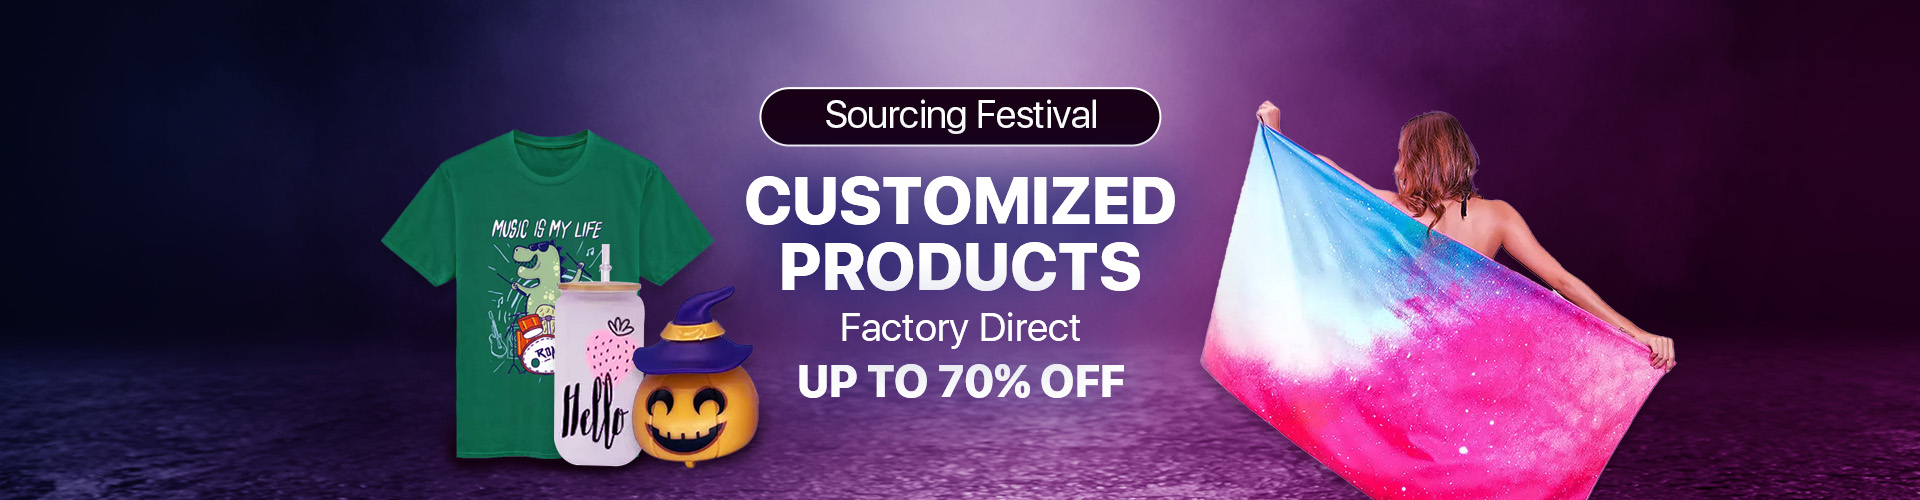 Sourcing Festival
CUSTOMIZED
PRODUCTS
Factory Direct
UP TO 70% OFF
MUSIC IS MY LIFE
Hello